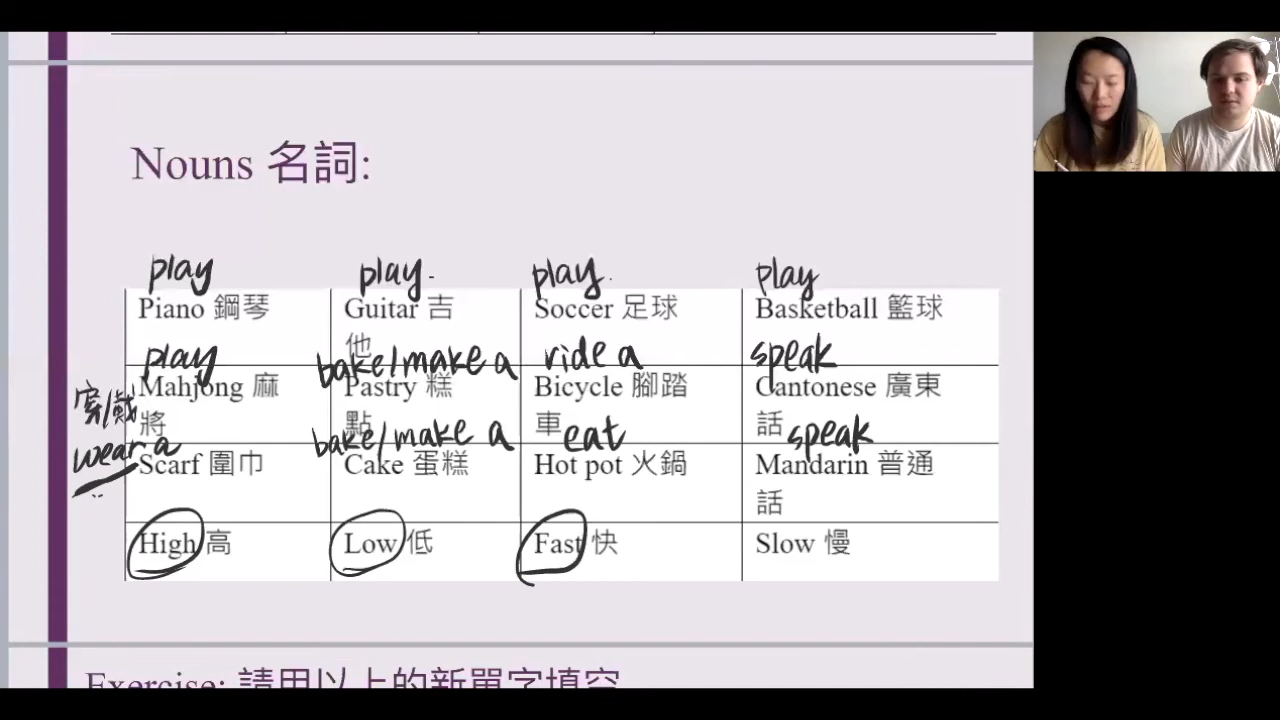 Nouns 名詞:
play play. play. play
Piano 鋼琴 Guitar 吉他 Soccer 足球 Basketball 籃球
play bake/make a ride a speak
Mahjong 麻將 Pastry 糕點 Bicycle 腳踏車 Cantonese 廣東話
穿/戴
wear a bake/make a eat speak
Scarf 圍巾 Cake 蛋糕 Hot pot 火鍋 Mandarin 普通話
High 高 Low 低 Fast 快 Slow 慢
Exercise: 請用以上的新單字填空